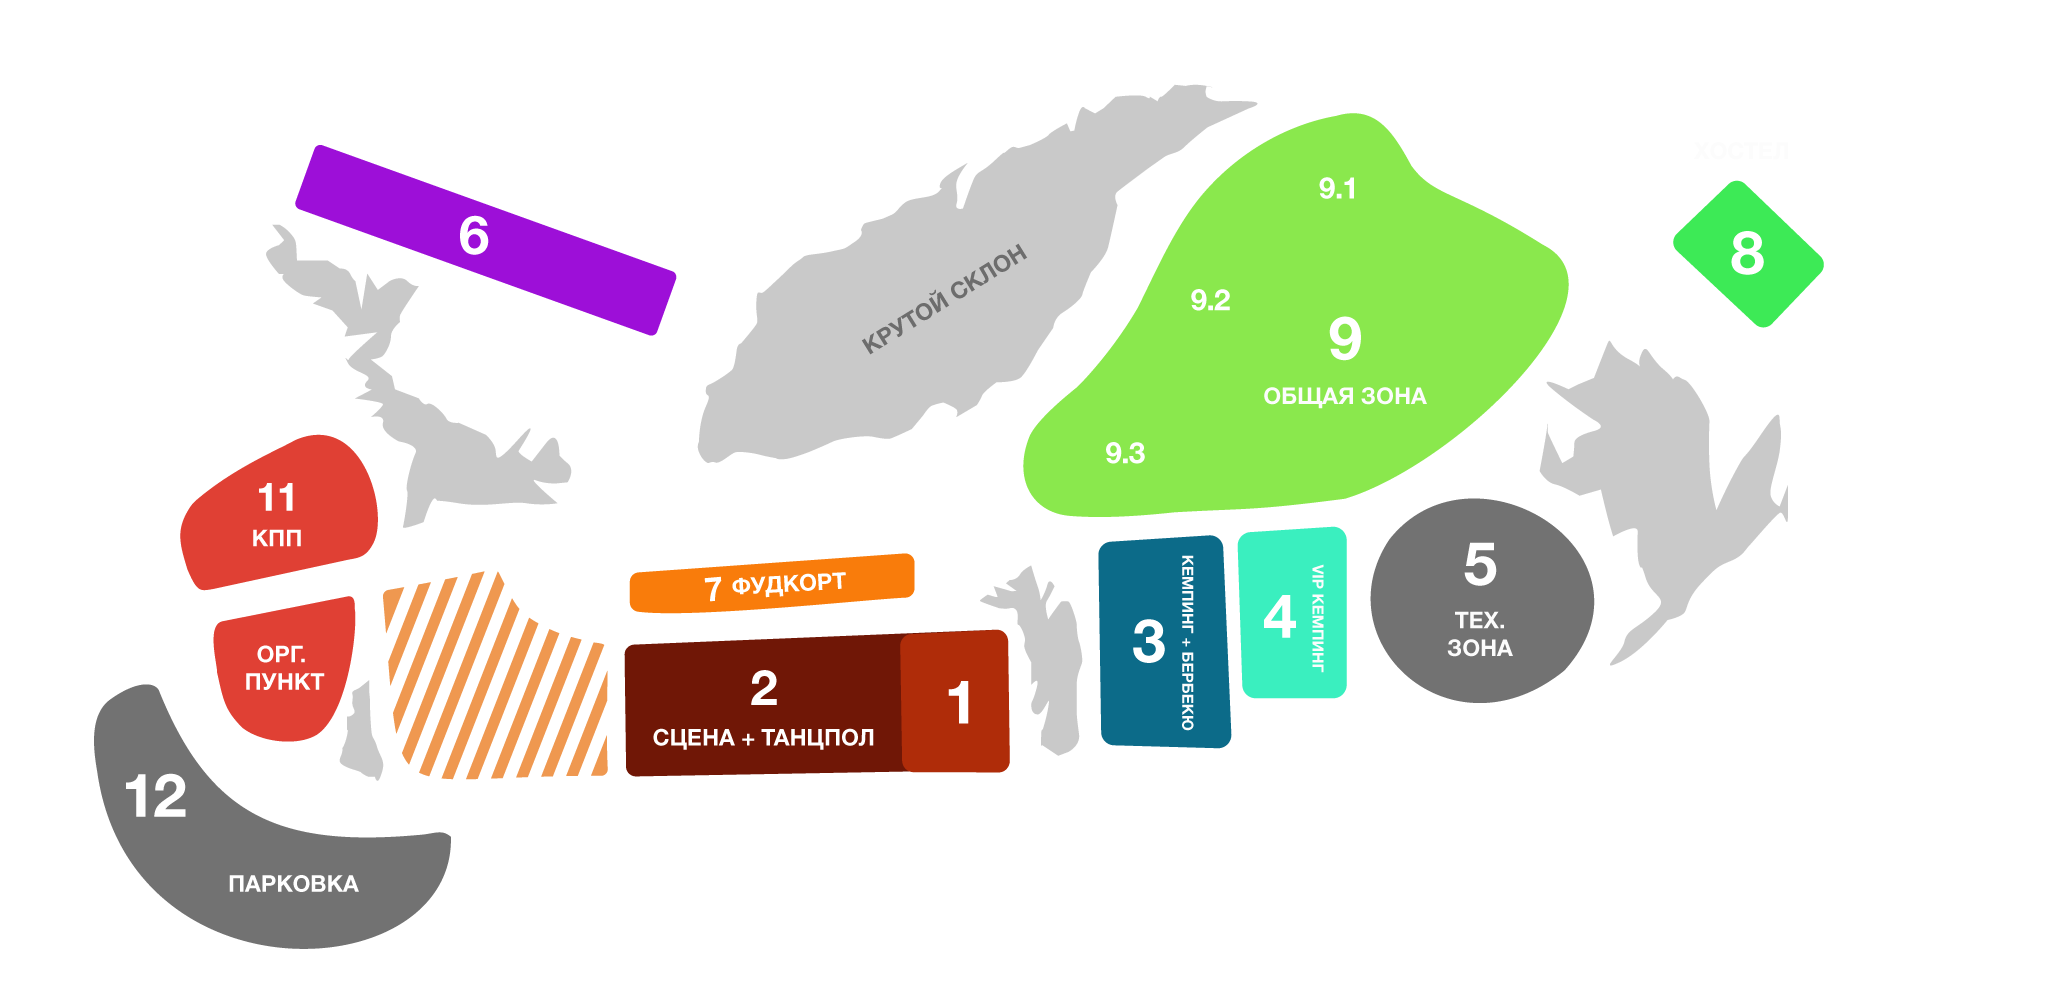 ХОСТЕЛ
6
КРУТОЙ СКЛОН
9.1
9.2
9
ОБЩАЯ ЗОНА
9.3
8
11
КПП
ОРГ.
ПУНКТ
7 ФУДКОРТ
2
СЦЕНА + ТАНЦПОЛ
1
3
КЕМПИНГ + БЕРБЕКЮ
4
VIP КЕМПИНГ
5
ТЕХ.
ЗОНА
12
ПАРКОВКА